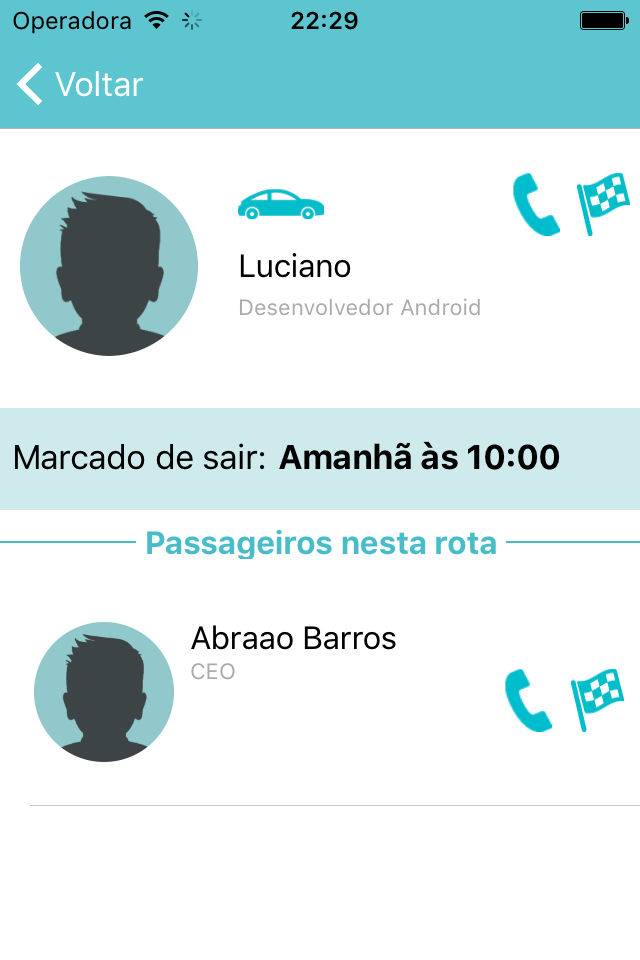 Operadora 22:29
Voltar
Luciano
Desenvolvedor Android
Marcado de sair: Amanhã às 10:00
Passageiros nesta rota
Abraao Barros
CEO